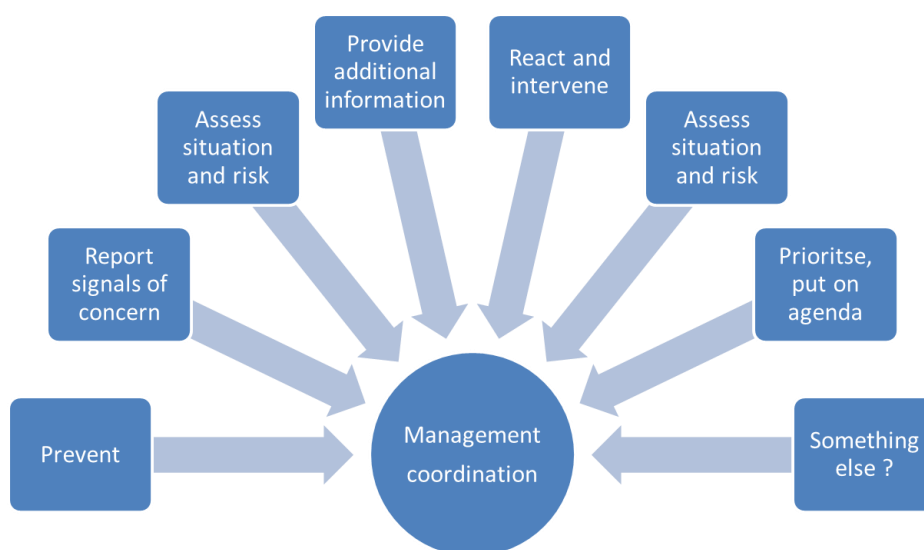 Provide
additional
information
React and
intervene
Assess
situation
and risk
Assess
situation
and risk
Report
signals of
concern
Prioritse,
put on
agenda
Prevent
Management
coordination
Something
else ?